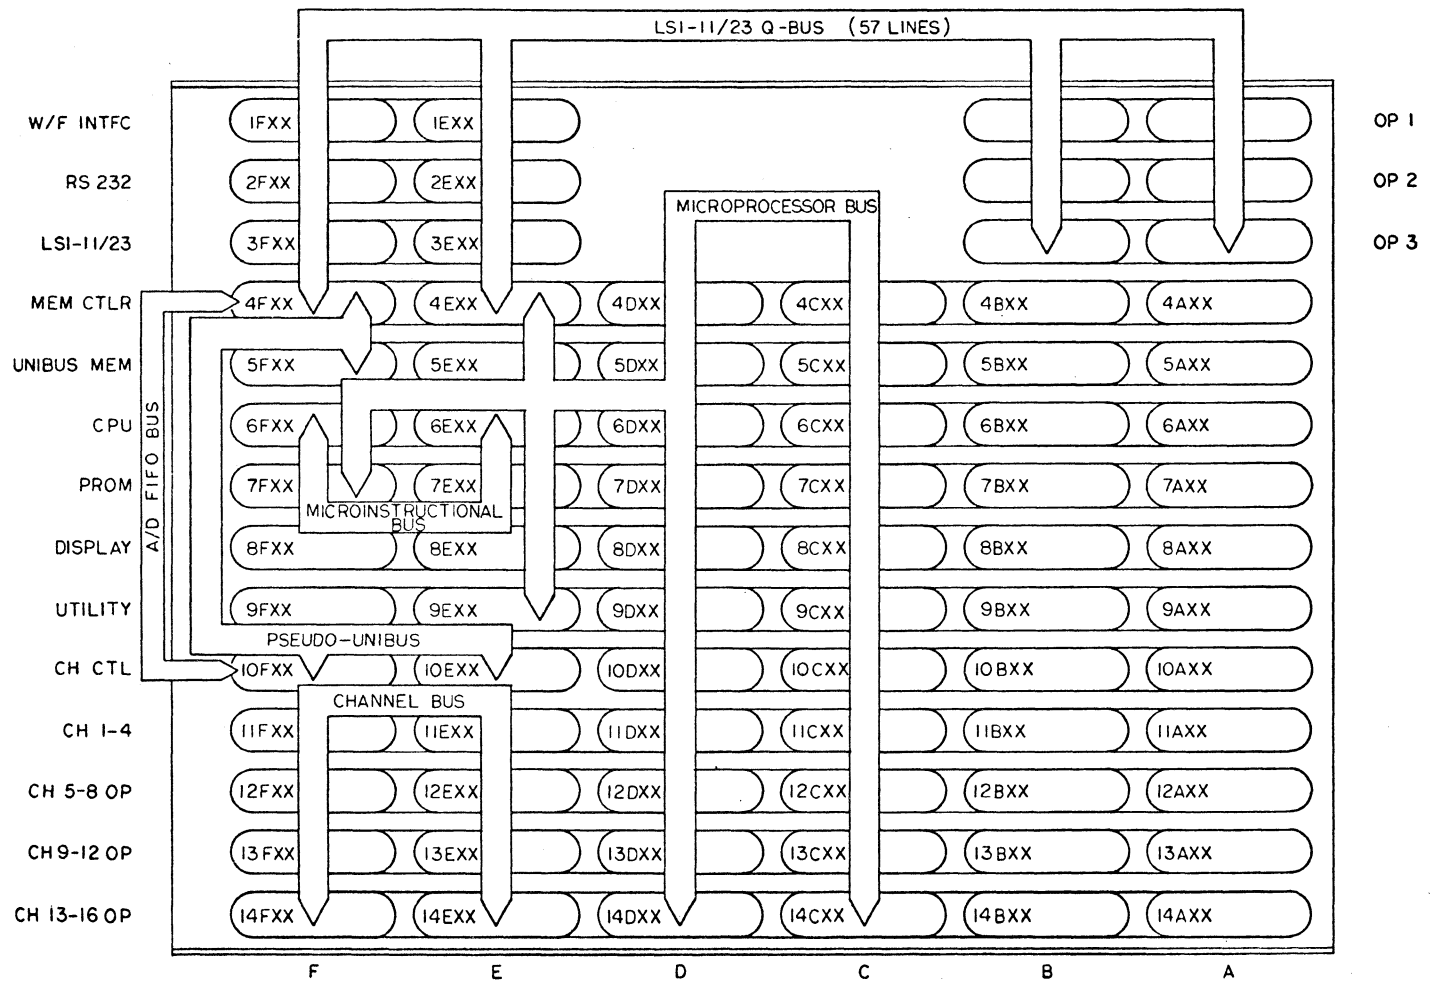 LSI-11/23 Q-BUS (57 LINES)
W/F INTFC 1FXX 1EXX OP 1
RS 232 2FXX 2EXX OP 2
MICROPROCESSOR BUS
LSI-11/23 3FXX 3EXX OP 3
MEM CTLR 4FXX 4EXX 4DXX 4CXX 4BXX 4AXX
UNIBUS MEM 5FXX 5EXX 5DXX 5CXX 5BXX 5AXX
A/D FIFO BUS
CPU 6FXX 6EXX 6DXX 6CXX 6BXX 6AXX
PROM 7FXX 7EXX 7DXX 7CXX 7BXX 7AXX
MICROINSTRUCTIONAL
BUS
DISPLAY 8FXX 8EXX 8DXX 8CXX 8BXX 8AXX
UTILITY 9FXX 9EXX 9DXX 9CXX 9BXX 9AXX
PSEUDO-UNIBUS
CH CTL 10FXX 10EXX 10DXX 10CXX 10BXX 10AXX
CHANNEL BUS
CH 1-4 11FXX 11EXX 11DXX 11CXX 11BXX 11AXX
CH 5-8 OP 12FXX 12EXX 12DXX 12CXX 12BXX 12AXX
CH 9-12 OP 13FXX 13EXX 13DXX 13CXX 13BXX 13AXX
CH 13-16 OP 14FXX 14EXX 14DXX 14CXX 14BXX 14AXX
F E D C B A